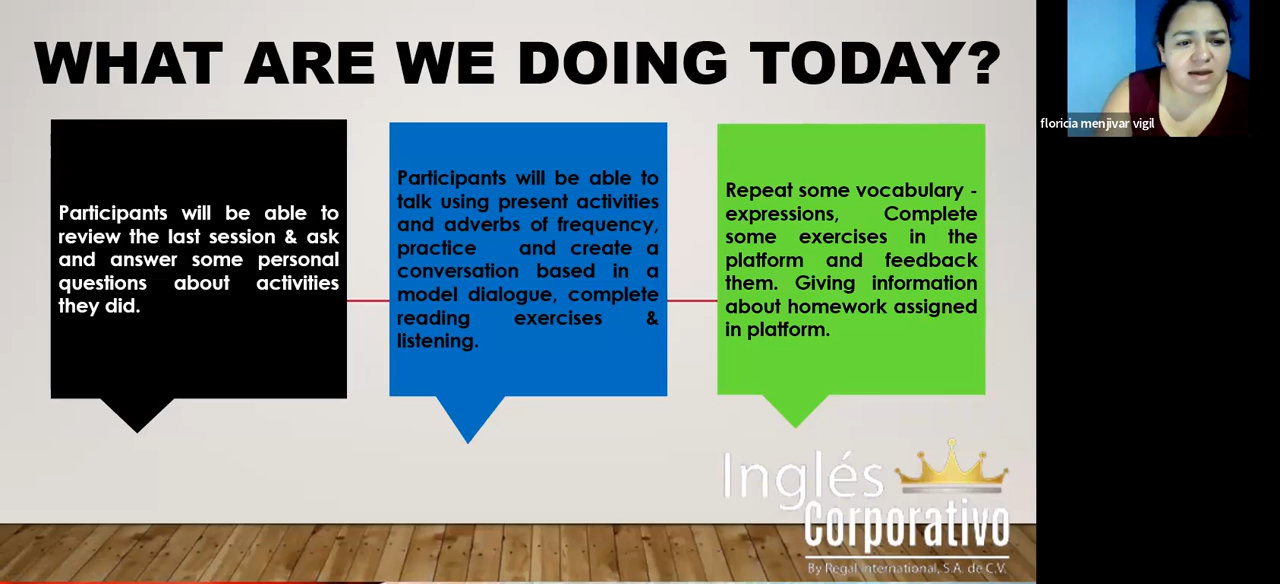 WHAT ARE WE DOING TODAY?
Participants will be able to
review the last session & ask
and answer some personal
questions about activities
they did.
Participants will be able to
talk using present activities
and adverbs of frequency,
practice and create a
conversation based in a
model dialogue, complete
reading exercises &
listening.
Repeat some vocabulary -
expressions, Complete
some exercises in the
platform and feedback
them. Giving information
about homework assigned
in platform.
floricia menjivar vigil
Inglés
Corporativo
By Regal International, S.A. de C.V.